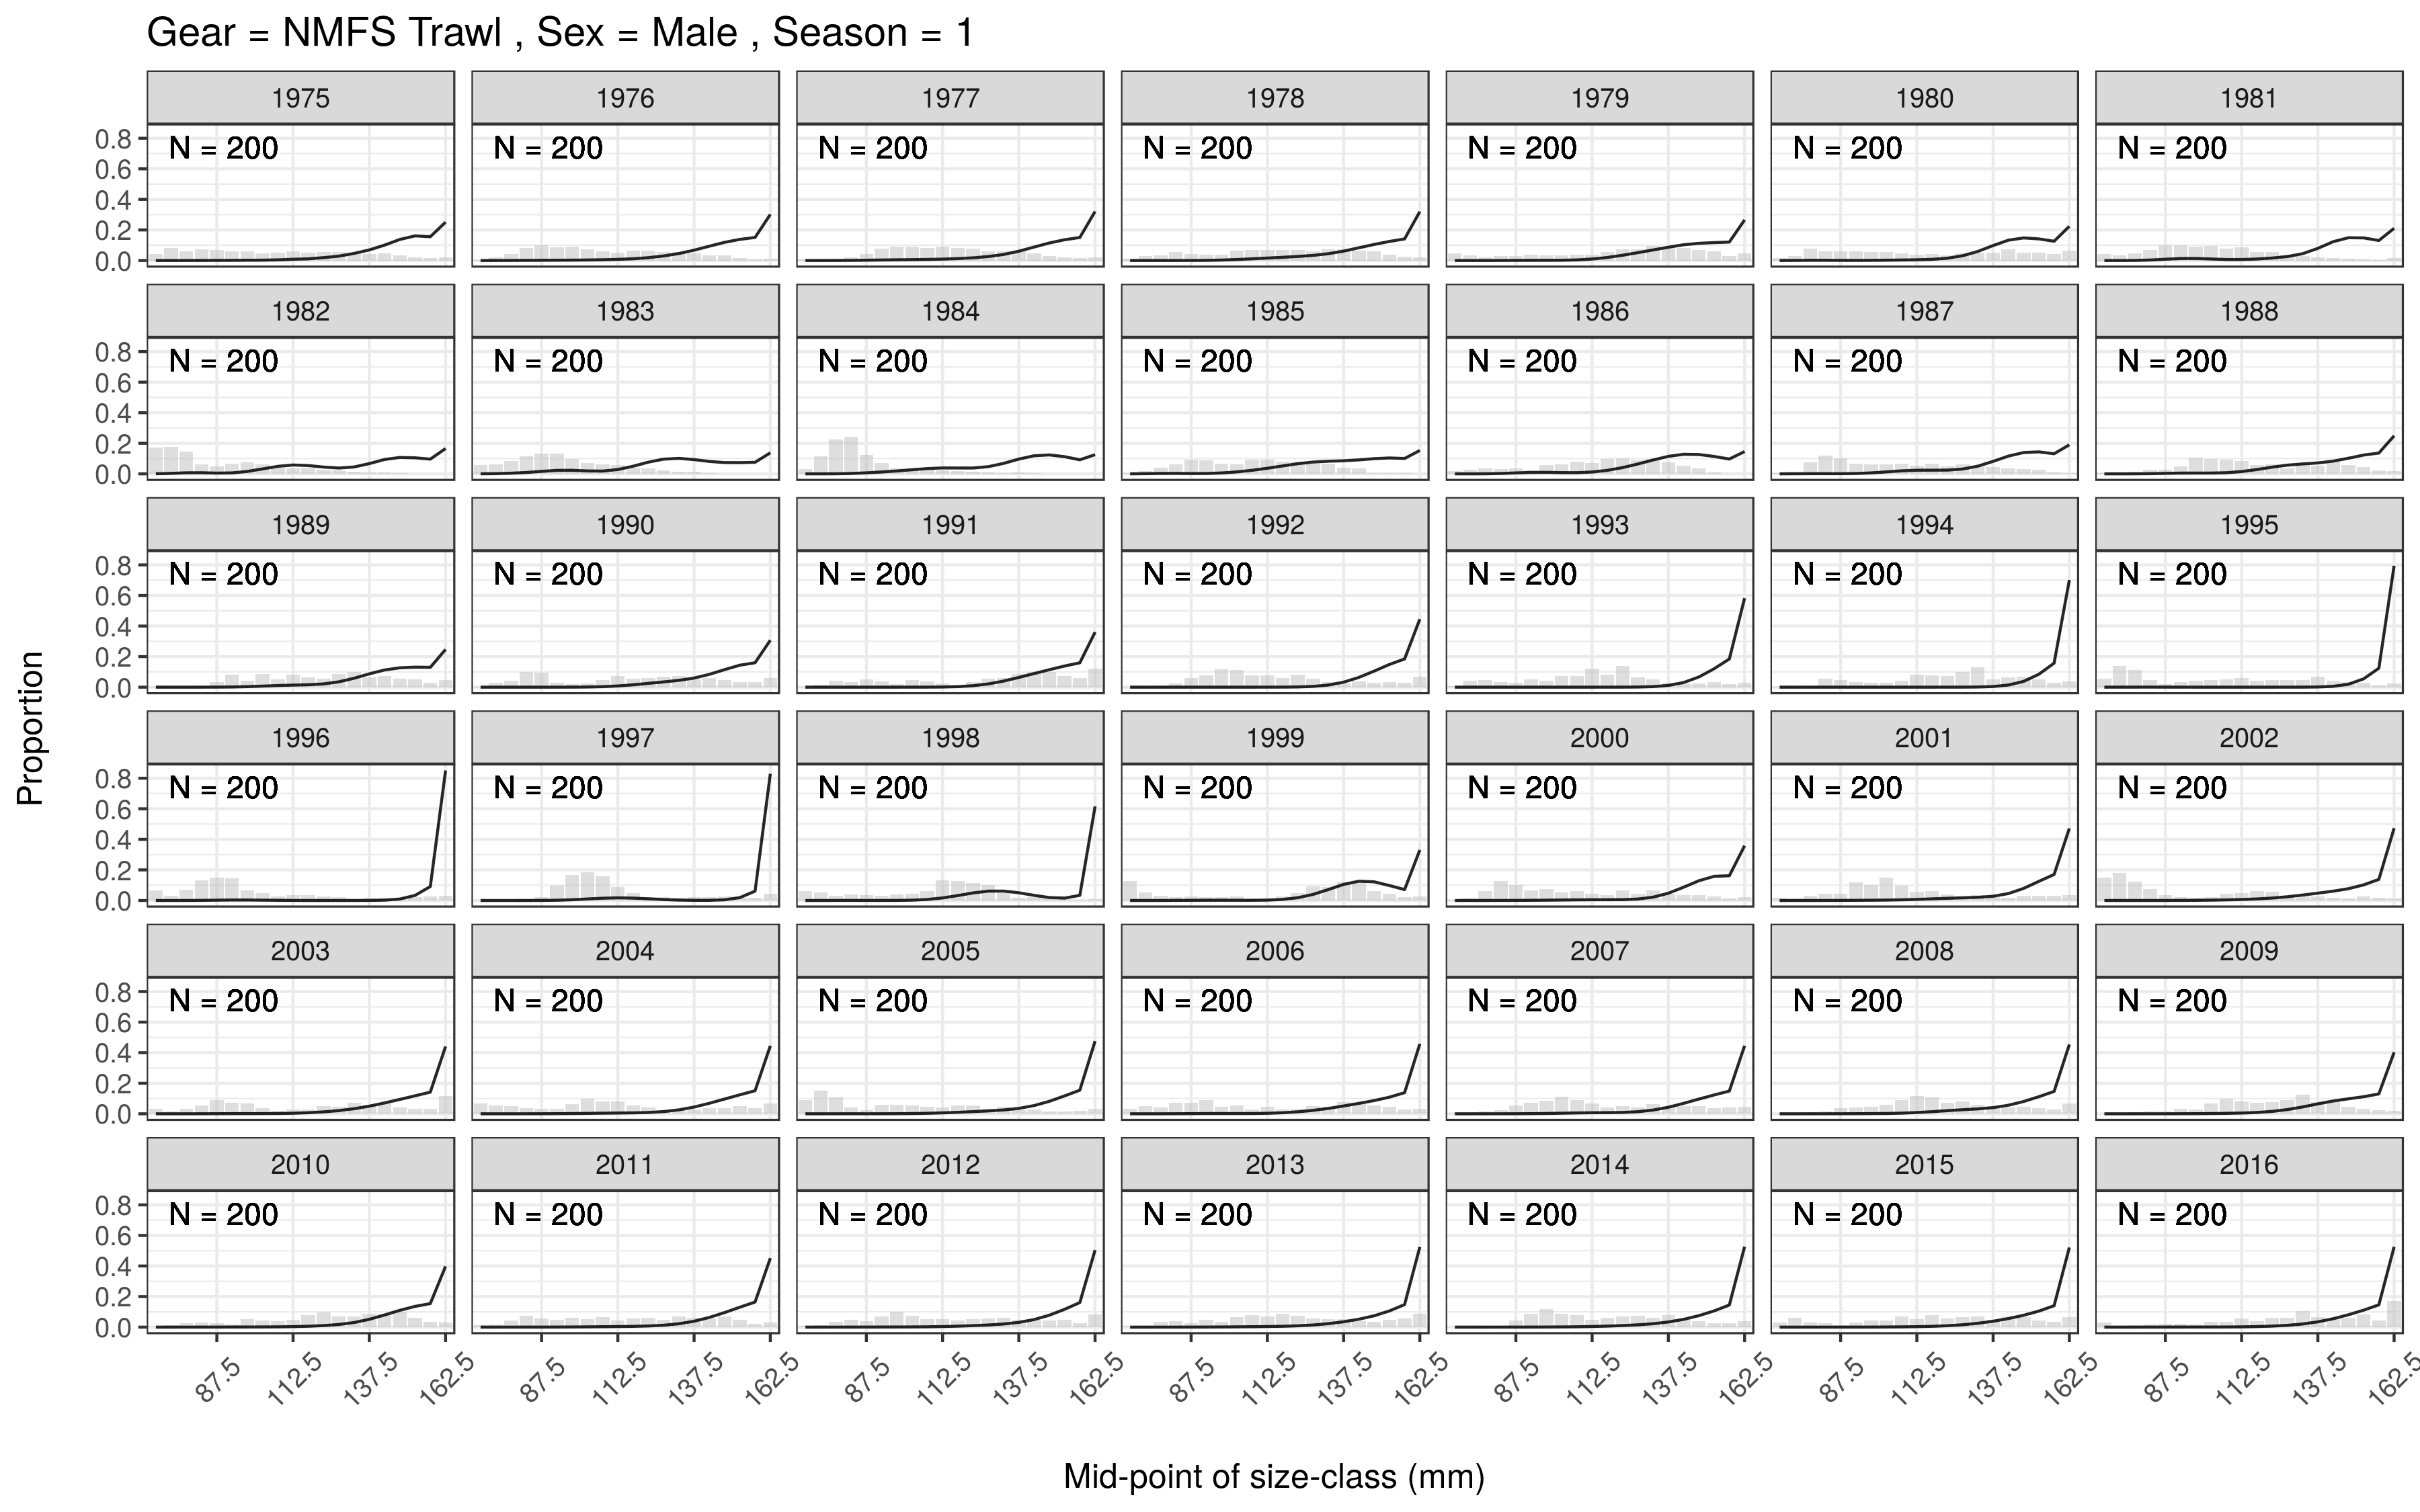 Gear = NMFS Trawl , Sex = Male , Season = 1
1975 1976 1977 1978 1979 1980 1981
0.8 N = 200 N = 200 N = 200 N = 200 N = 200 N = 200 N = 200
0.6
0.4
0.2
0.0
1982 1983 1984 1985 1986 1987 1988
0.8 N = 200 N = 200 N = 200 N = 200 N = 200 N = 200 N = 200
0.6
0.4
0.2
0.0
1989 1990 1991 1992 1993 1994 1995
0.8 N = 200 N = 200 N = 200 N = 200 N = 200 N = 200 N = 200
0.6
0.4
0.2
0.0
Proportion
1996 1997 1998 1999 2000 2001 2002
0.8 N = 200 N = 200 N = 200 N = 200 N = 200 N = 200 N = 200
0.6
0.4
0.2
0.0
2003 2004 2005 2006 2007 2008 2009
0.8 N = 200 N = 200 N = 200 N = 200 N = 200 N = 200 N = 200
0.6
0.4
0.2
0.0
2010 2011 2012 2013 2014 2015 2016
0.8 N = 200 N = 200 N = 200 N = 200 N = 200 N = 200 N = 200
0.6
0.4
0.2
0.0
87.5 112.5 137.5 162.5 87.5 112.5 137.5 162.5 87.5 112.5 137.5 162.5 87.5 112.5 137.5 162.5 87.5 112.5 137.5 162.5 87.5 112.5 137.5 162.5 87.5 112.5 137.5 162.5
Mid-point of size-class (mm)